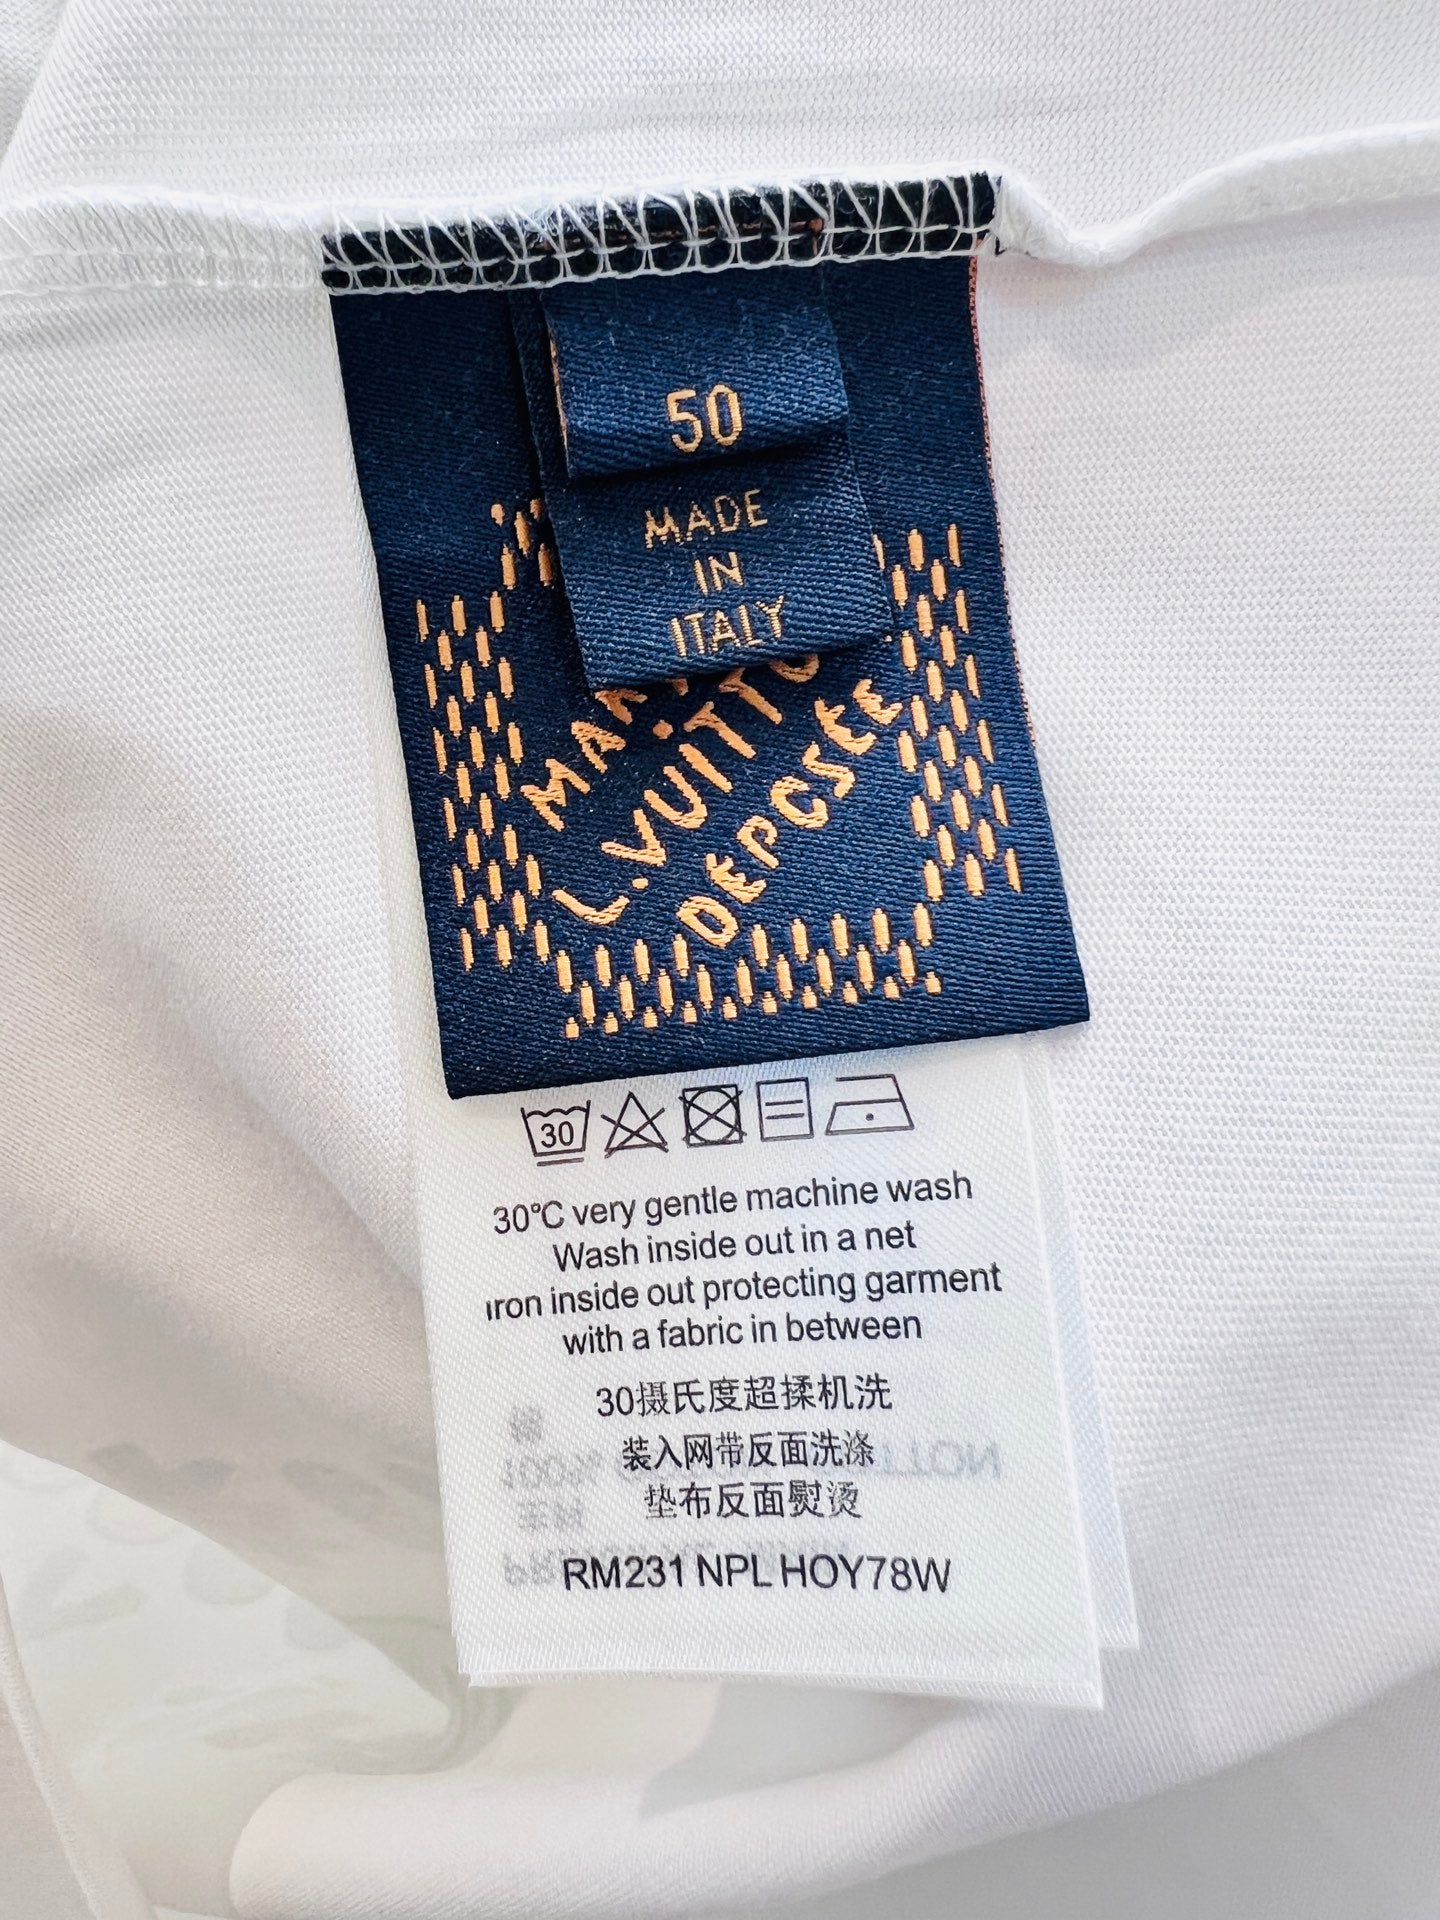 50
MADE
IN
ITALY
L.VUITTO
DEPCSEE
30
30°C very gentle machine wash
Wash inside out in a net
Iron inside out protecting garment
with a fabric in between
30摄氏度超揉机洗
装入网带反面洗涤
垫布反面熨烫
RM231 NPL HOY78W